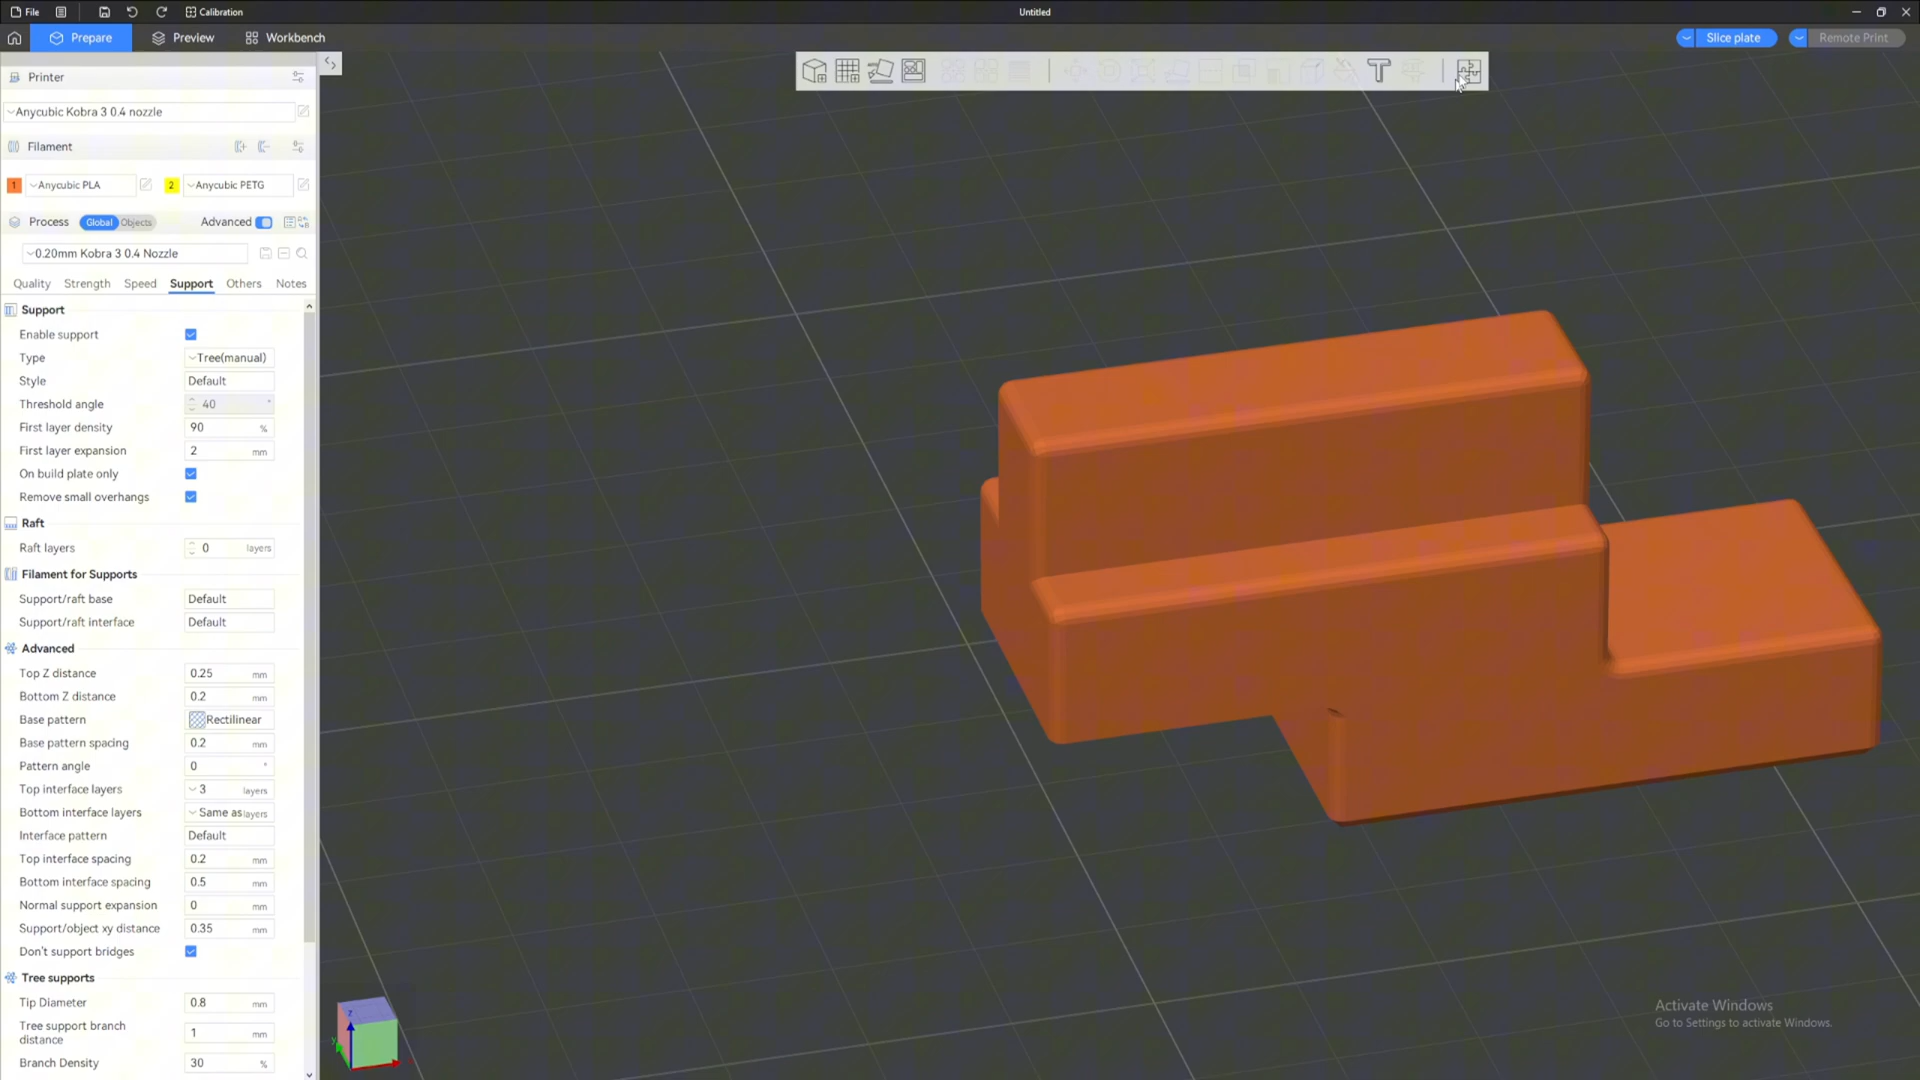 File
Calibration
Untitled
Prepare
Preview
Workbench
Slice plate
Remote Print
Printer
Anycubic Kobra 3 0.4 nozzle
Filament
1 Anycubic PLA 2 Anycubic PETG
Process Global Objects Advanced
0.20mm Kobra 3 0.4 Nozzle
Quality Strength Speed Support Others Notes
Support
Enable support
Type Tree(manual)
Style Default
Threshold angle 40 °
First layer density 90 %
First layer expansion 2 mm
On build plate only
Remove small overhangs
Raft
Raft layers 0 layers
Filament for Supports
Support/raft base Default
Support/raft interface Default
Advanced
Top Z distance 0.25 mm
Bottom Z distance 0.2 mm
Base pattern Rectilinear
Base pattern spacing 0.2 mm
Pattern angle 0 °
Top interface layers 3 layers
Bottom interface layers Same as layers
Interface pattern Default
Top interface spacing 0.2 mm
Bottom interface spacing 0.5 mm
Normal support expansion 0 mm
Support/object xy distance 0.35 mm
Don't support bridges
Tree supports
Tip Diameter 0.8 mm
Tree support branch
distance 1 mm
Branch Density 30 %
z
y
Activate Windows
Go to Settings to activate Windows.